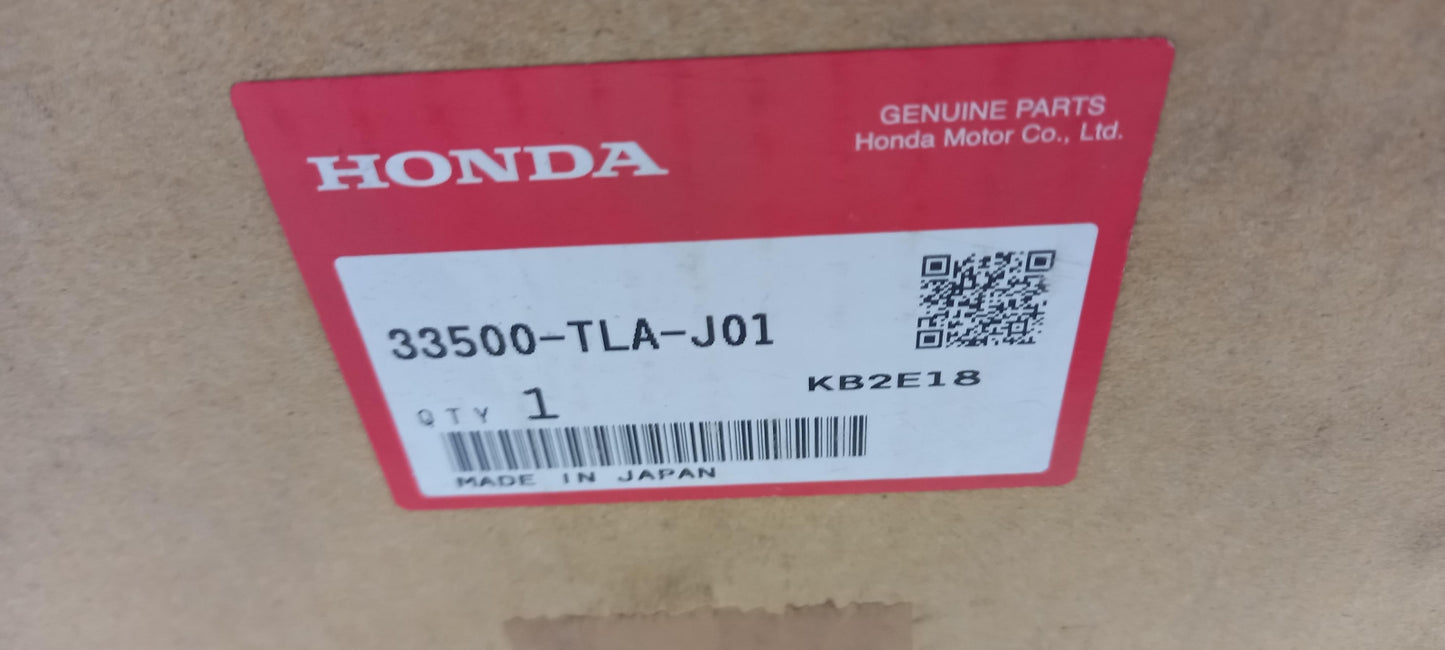 HONDA
GENUINE PARTS
Honda Motor Co., Ltd.
33500-TLA-J01
KB2E18
QTY 1
MADE IN JAPAN